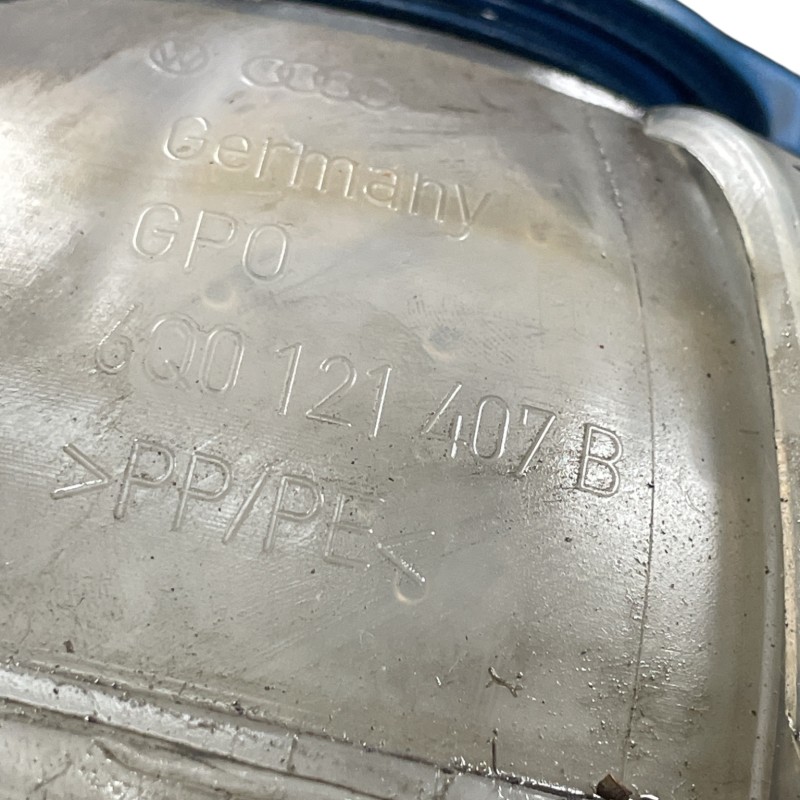 Germany
GPO
6Q0 121 407 B
>PP/PE<